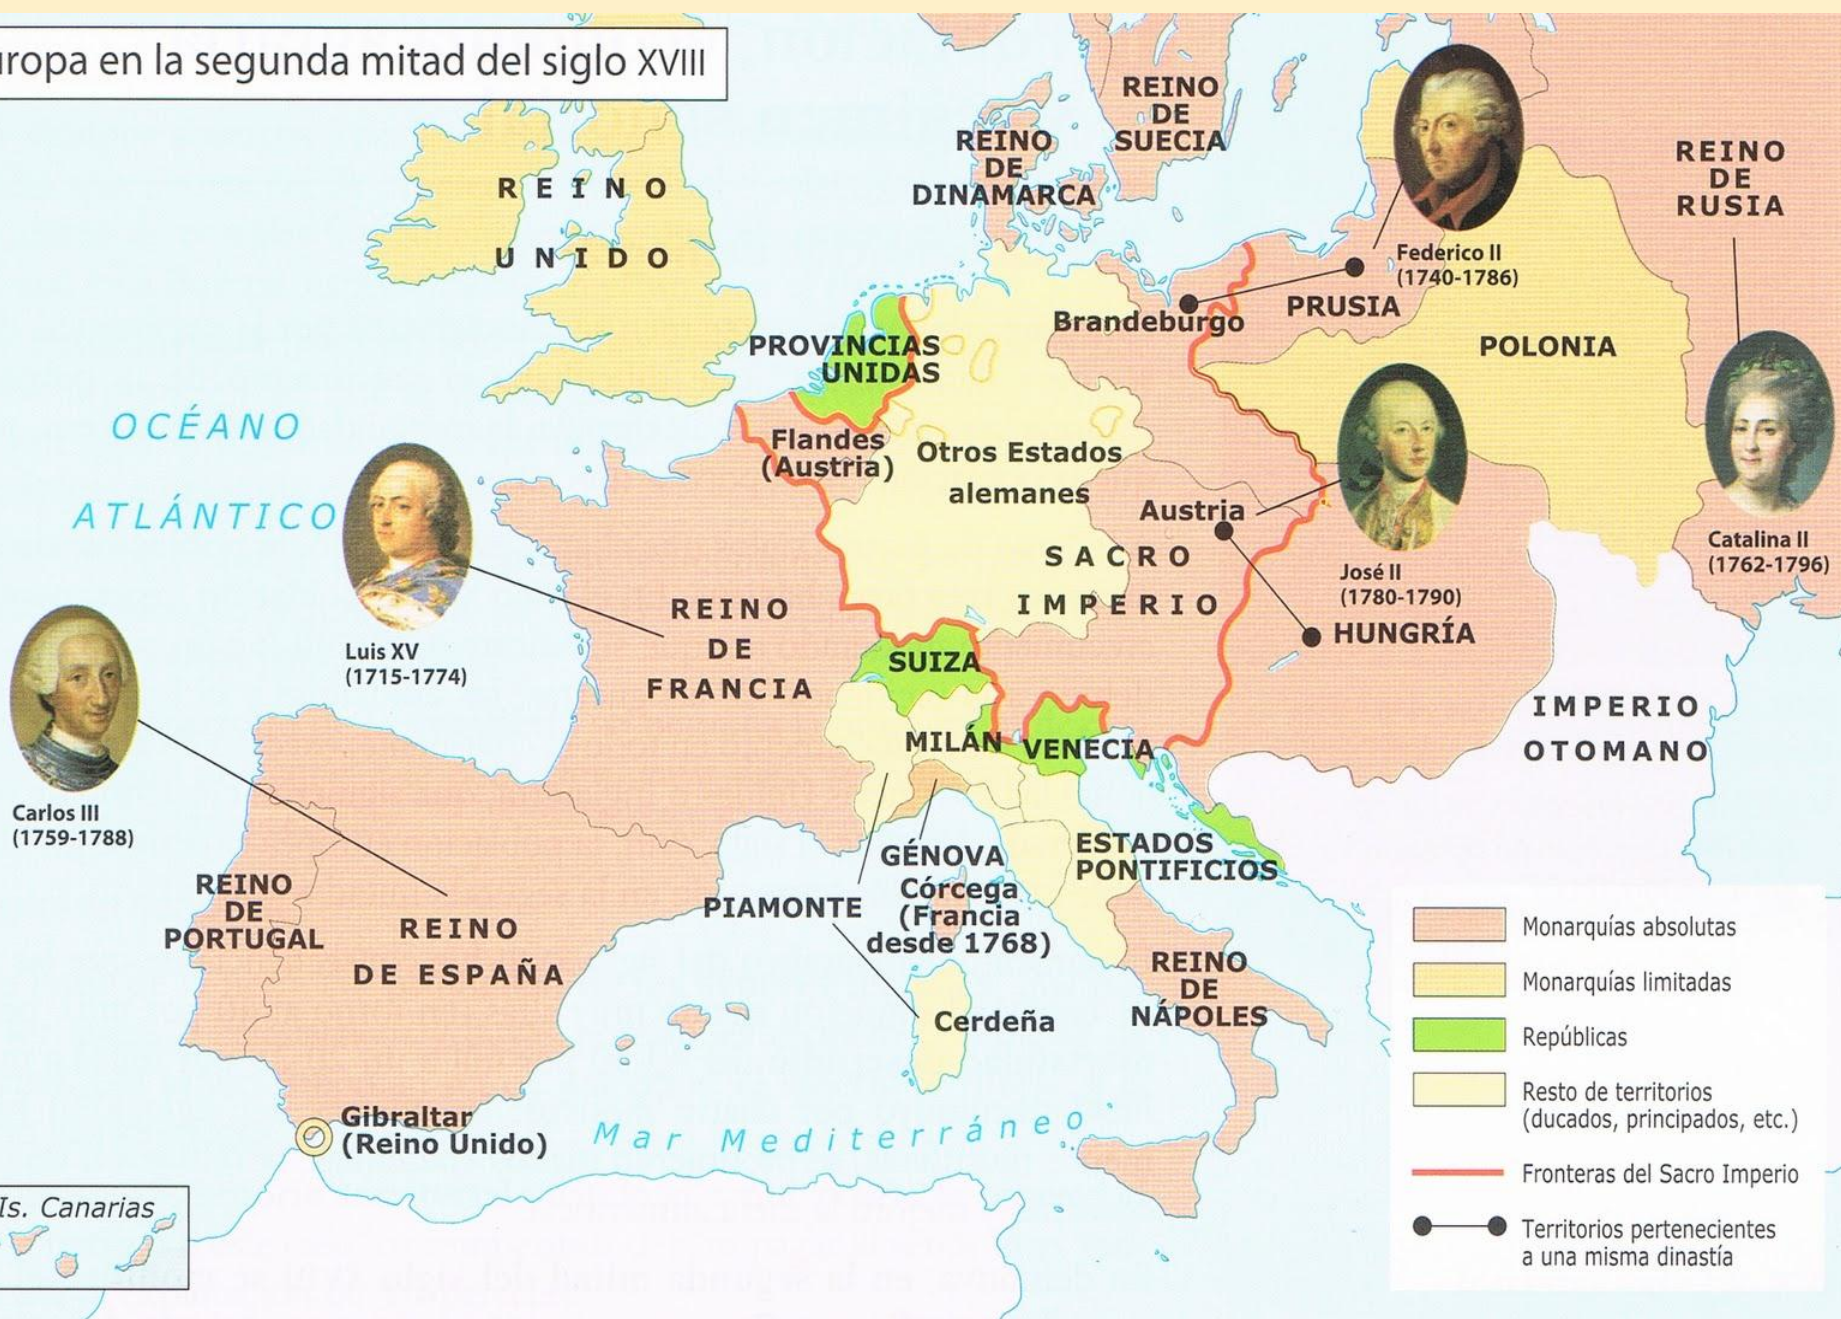 uropa en la segunda mitad del siglo XVIII
REINO
UNIDO
REINO
DE
DINAMARCA
REINO
DE
SUECIA
REINO
DE
RUSIA
Federico II
(1740-1786)
PRUSIA
Brandeburgo
POLONIA
PROVINCIAS
UNIDAS
Flandes
(Austria)
Otros Estados
alemanes
OCÉANO
ATLÁNTICO
Austria
SACRO
IMPERIO
José II
(1780-1790)
HUNGRÍA
Catalina II
(1762-1796)
Luis XV
(1715-1774)
REINO
DE
FRANCIA
SUIZA
MILÁN
VENECIA
IMPERIO
OTOMANO
Carlos III
(1759-1788)
REINO
DE
PORTUGAL
REINO
DE ESPAÑA
PIAMONTE
GÉNOVA
Córcega
(Francia
desde 1768)
ESTADOS
PONTIFICIOS
Cerdeña
REINO
DE
NÁPOLES
Gibraltar
(Reino Unido)
Mar Mediterráneo
Is. Canarias
Monarquías absolutas
Monarquías limitadas
Repúblicas
Resto de territorios
(ducados, principados, etc.)
Fronteras del Sacro Imperio
Territorios pertenecientes
a una misma dinastía